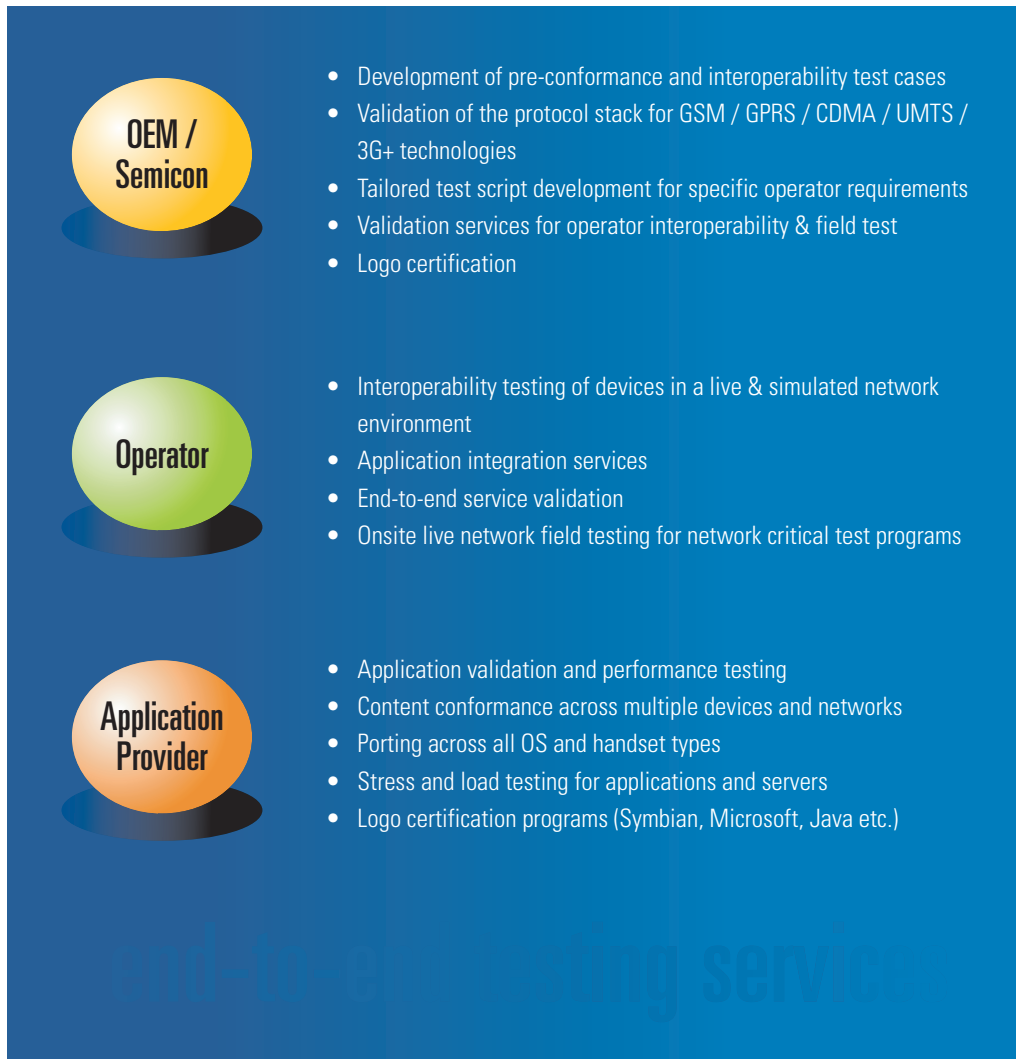 OEM /
Semicon
• Development of pre-conformance and interoperability test cases
• Validation of the protocol stack for GSM / GPRS / CDMA / UMTS /
3G+ technologies
• Tailored test script development for specific operator requirements
• Validation services for operator interoperability & field test
• Logo certification
Operator
• Interoperability testing of devices in a live & simulated network
environment
• Application integration services
• End-to-end service validation
• Onsite live network field testing for network critical test programs
Application
Provider
• Application validation and performance testing
• Content conformance across multiple devices and networks
• Porting across all OS and handset types
• Stress and load testing for applications and servers
• Logo certification programs (Symbian, Microsoft, Java etc.)
end-to-end testing services